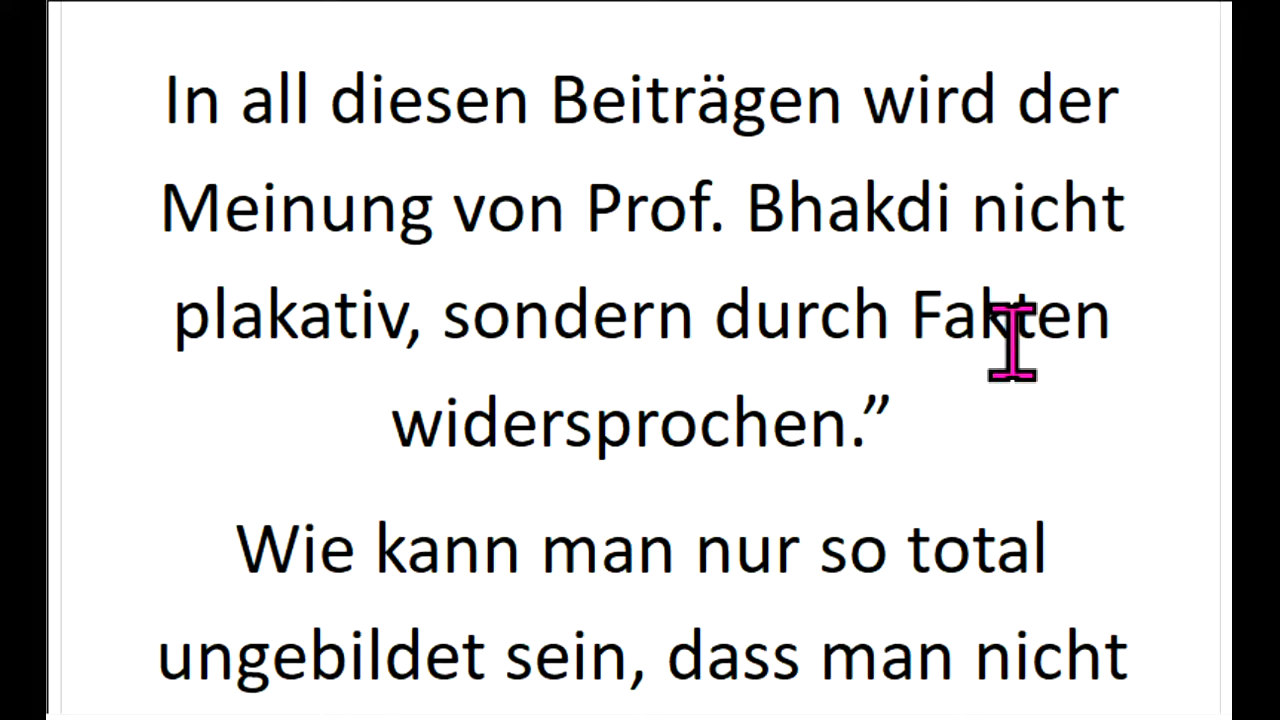 In all diesen Beiträgen wird der
Meinung von Prof. Bhakdi nicht
plakativ, sondern durch Fakten
widersprochen.”
Wie kann man nur so total
ungebildet sein, dass man nicht